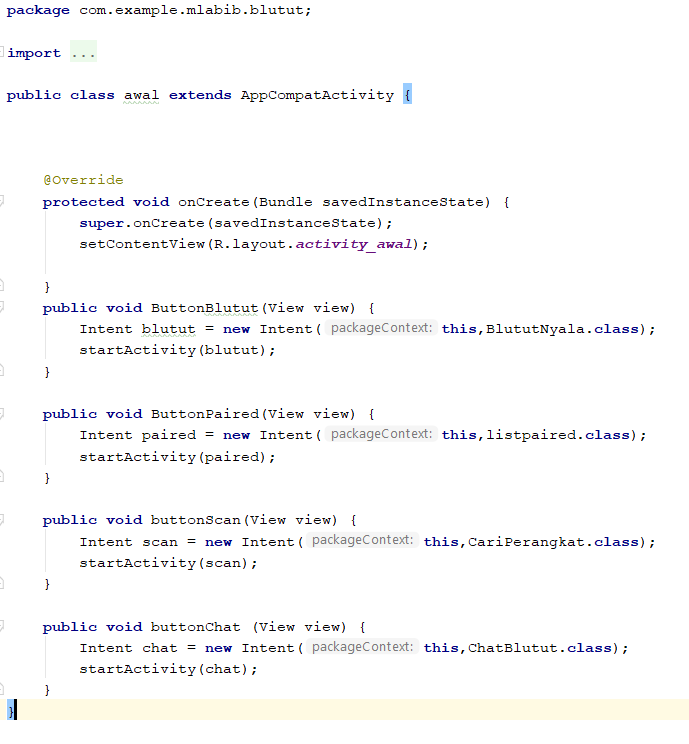 package com.example.mlabib.blutut;
import ...
public class awal extends AppCompatActivity {
@Override
protected void onCreate(Bundle savedInstanceState) {
super.onCreate(savedInstanceState);
setContentView(R.layout.activity_awal);
}
public void ButtonBlutut(View view) {
Intent blutut = new Intent( packageContext: this,BlututNyala.class);
startActivity(blutut);
}
public void ButtonPaired(View view) {
Intent paired = new Intent( packageContext: this,listpaired.class);
startActivity(paired);
}
public void buttonScan(View view) {
Intent scan = new Intent( packageContext: this,CariPerangkat.class);
startActivity(scan);
}
public void buttonChat (View view) {
Intent chat = new Intent( packageContext: this,ChatBlutut.class);
startActivity(chat);
}
}